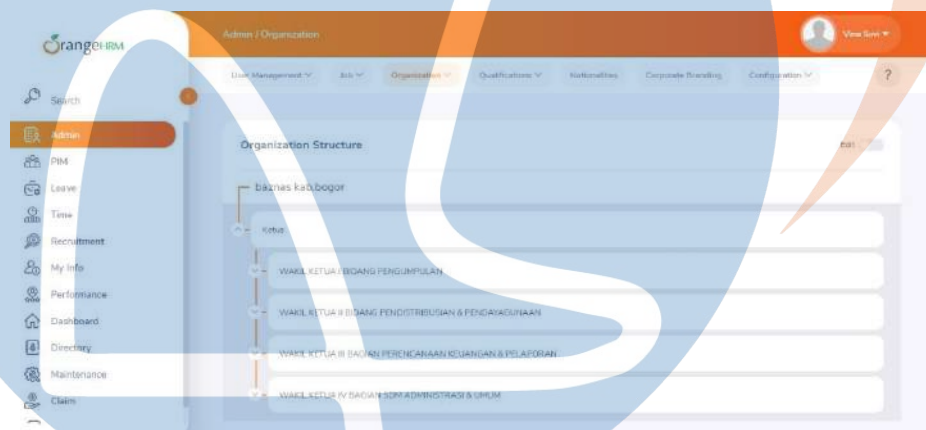 OrangeHRM
Admin / Organization
User Management Job Organization Qualifications Nationalities Corporate Branding Configuration ?
Search
Admin
PIM
Leave
Time
Recruitment
My Info
Performance
Dashboard
Directory
Maintenance
Claim
Organization Structure
Edit
baznas kab.bogor
Ketua
WAKIL KETUA I BIDANG PENGUMPULAN
WAKIL KETUA II BIDANG PENDISTRIBUSIAN & PENDAYAGUNAAN
WAKIL KETUA III BAGIAN PERENCANAAN KEUANGAN & PELAPORAN
WAKIL KETUA IV BAGIAN SDM ADMINISTRASI & UMUM